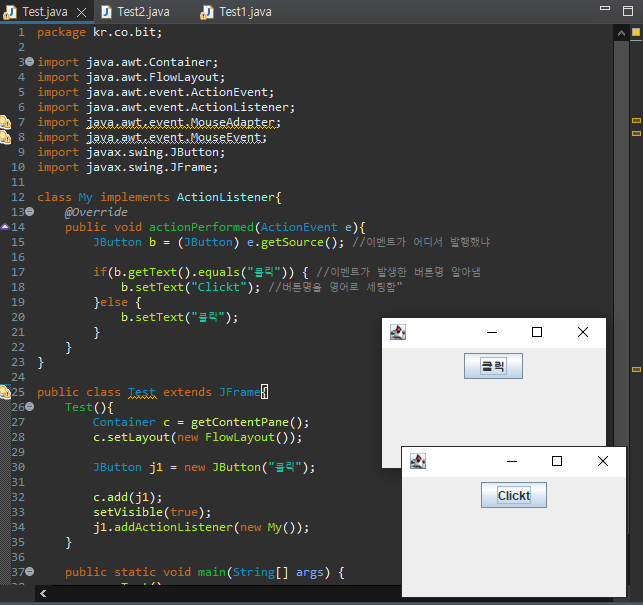 Test.java
Test2.java
Test1.java
1 package kr.co.bit;
2
3 import java.awt.Container;
4 import java.awt.FlowLayout;
5 import java.awt.event.ActionEvent;
6 import java.awt.event.ActionListener;
7 import java.awt.event.MouseAdapter;
8 import java.awt.event.MouseEvent;
9 import javax.swing.JButton;
10 import javax.swing.JFrame;
11
12 class My implements ActionListener{
13 @Override
14 public void actionPerformed(ActionEvent e){
15 JButton b = (JButton) e.getSource(); //이벤트가 어디서 발행했냐
16
17 if(b.getText().equals("클릭")) { //이벤트가 발생한 버튼명 알아냄
18 b.setText("Clickt"); //버튼명을 영어로 세팅함"
19 }else {
20 b.setText("클릭");
21 }
22 }
23 }
24
25 public class Test extends JFrame{
26 Test(){
27 Container c = getContentPane();
28 c.setLayout(new FlowLayout());
29
30 JButton j1 = new JButton("클릭");
31
32 c.add(j1);
33 setVisible(true);
34 j1.addActionListener(new My());
35 }
36
37 public static void main(String[] args) {
클릭
Clickt